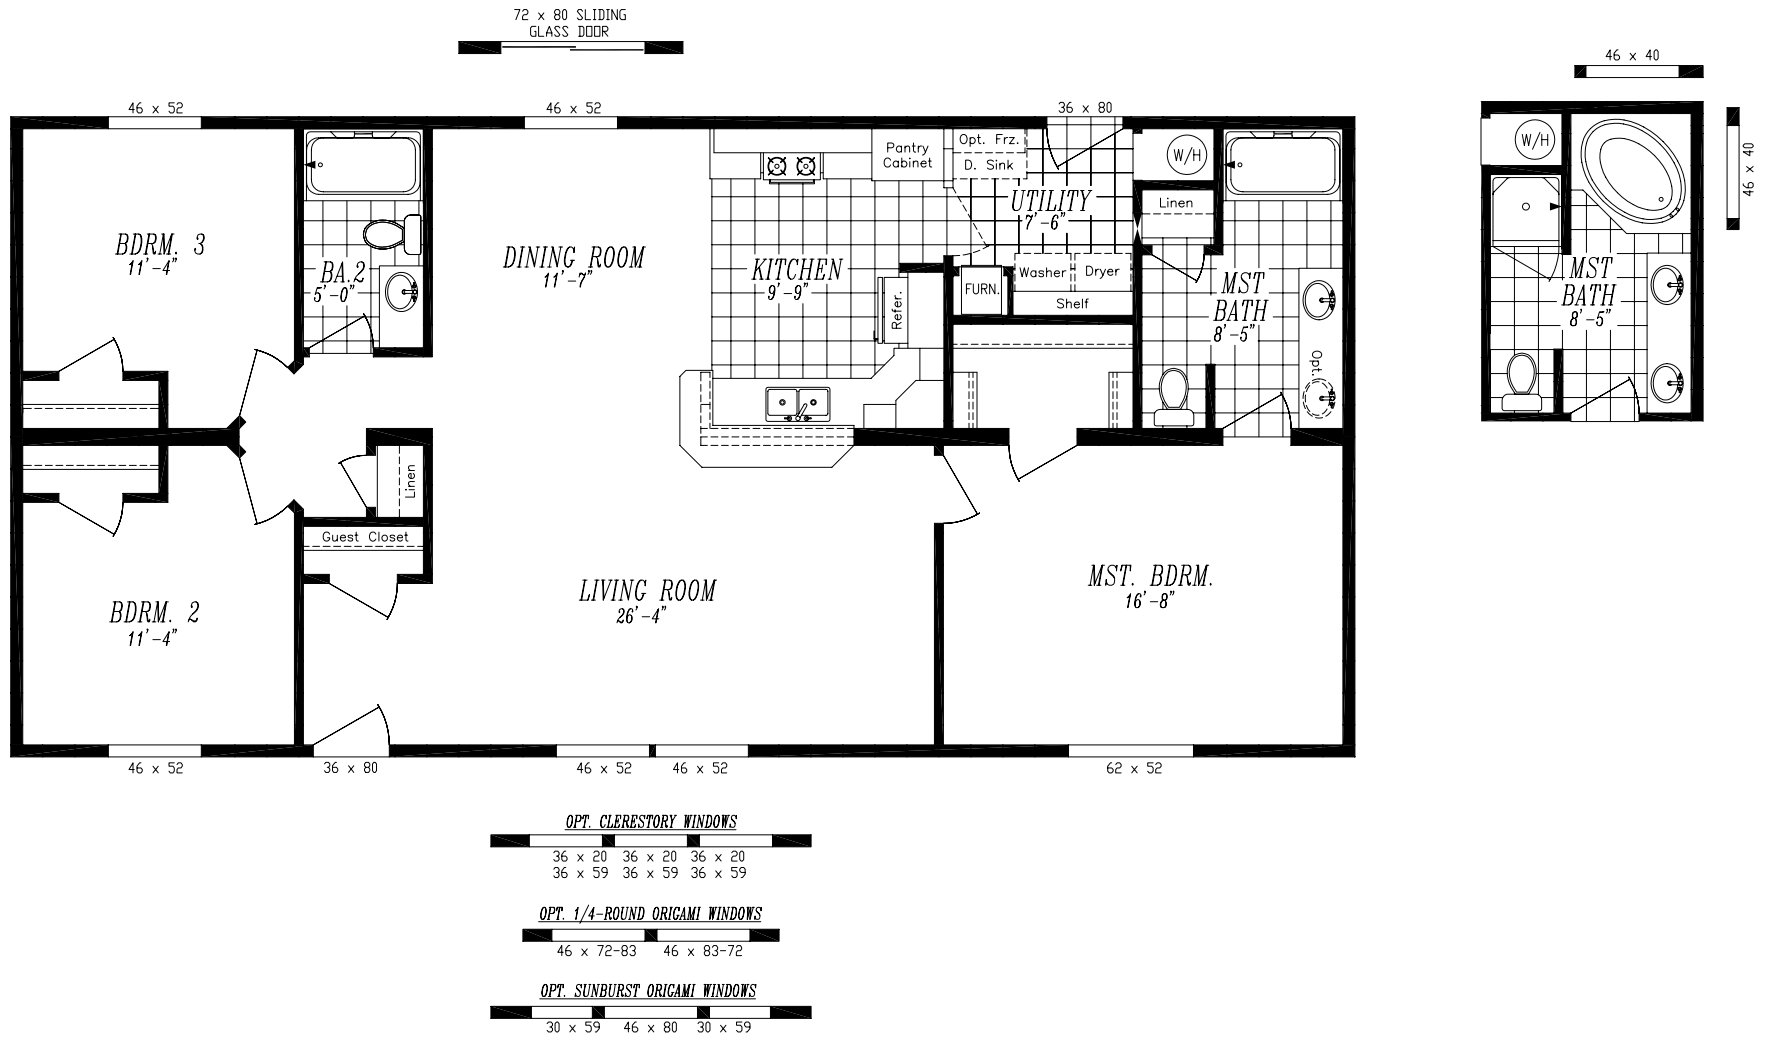 72 x 80 SLIDING
GLASS DOOR
46 x 40
46 x 52
46 x 52
36 x 80
46 x 40
Pantry
Cabinet
Opt. Frz.
D. Sink
W/H
W/H
UTILITY
7'-6"
Linen
BDRM. 3
11'-4"
BA.2
5'-0"
DINING ROOM
11'-7"
KITCHEN
9'-9"
Refer.
FURN.
Washer
Dryer
Shelf
MST
BATH
8'-5"
Opt.
MST
BATH
8'-5"
Linen
Guest Closet
BDRM. 2
11'-4"
LIVING ROOM
26'-4"
MST. BDRM.
16'-8"
46 x 52
36 x 80
46 x 52
46 x 52
62 x 52
OPT. CLERESTORY WINDOWS
36 x 20 36 x 20 36 x 20
36 x 59 36 x 59 36 x 59
OPT. 1/4-ROUND ORIGAMI WINDOWS
46 x 72-83 46 x 83-72
OPT. SUNBURST ORIGAMI WINDOWS
30 x 59 46 x 80 30 x 59